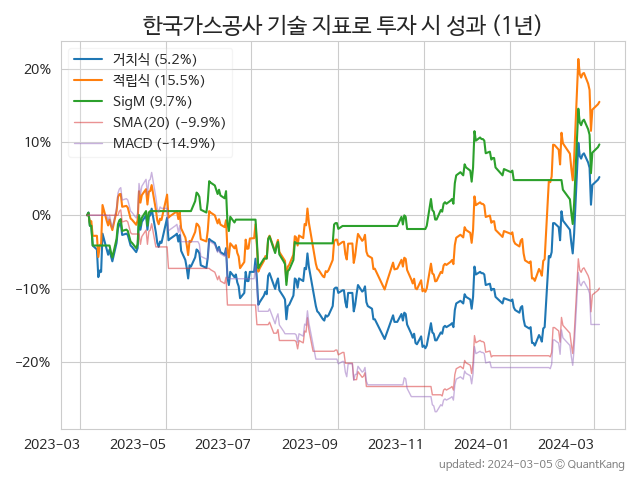 한국가스공사 기술 지표로 투자 시 성과 (1년)
거치식 (5.2%)
적립식 (15.5%)
SigM (9.7%)
SMA(20) (−9.9%)
MACD (−14.9%)
20%
10%
0%
−10%
−20%
2023-03 2023-05 2023-07 2023-09 2023-11 2024-01 2024-03
updated: 2024-03-05 ⓒ QuantKang